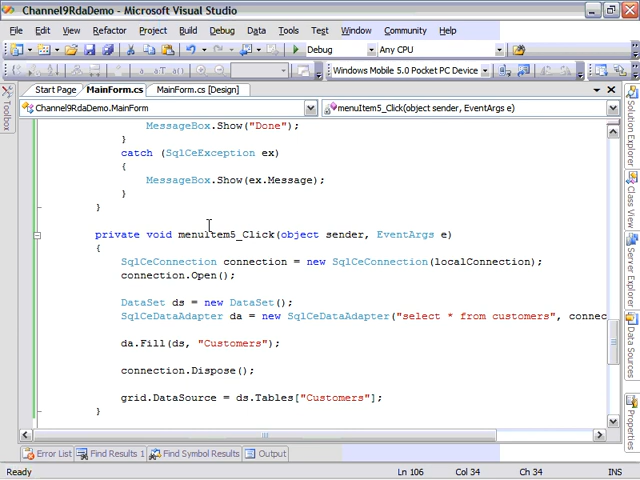 Channel9RdaDemo - Microsoft Visual Studio
File Edit View Refactor Project Build Debug Data Tools Test Window Community Help
Debug Any CPU
Windows Mobile 5.0 Pocket PC Device
Start Page MainForm.cs MainForm.cs [Design]
Channel9RdaDemo.MainForm menuItem5_Click(object sender, EventArgs e)
MessageBox.Show("Done");
}
catch (SqlCeException ex)
{
MessageBox.Show(ex.Message);
}
}
private void menuItem5_Click(object sender, EventArgs e)
{
SqlCeConnection connection = new SqlCeConnection(localConnection);
connection.Open();
DataSet ds = new DataSet();
SqlCeDataAdapter da = new SqlCeDataAdapter("select * from customers", connec
da.Fill(ds, "Customers");
connection.Dispose();
grid.DataSource = ds.Tables["Customers"];
}
Toolbox
Solution Explorer
Class View
Server Explorer
Data Sources
Properties
Error List Find Results 1 Find Symbol Results Output
Ready Ln 106 Col 34 Ch 34 INS